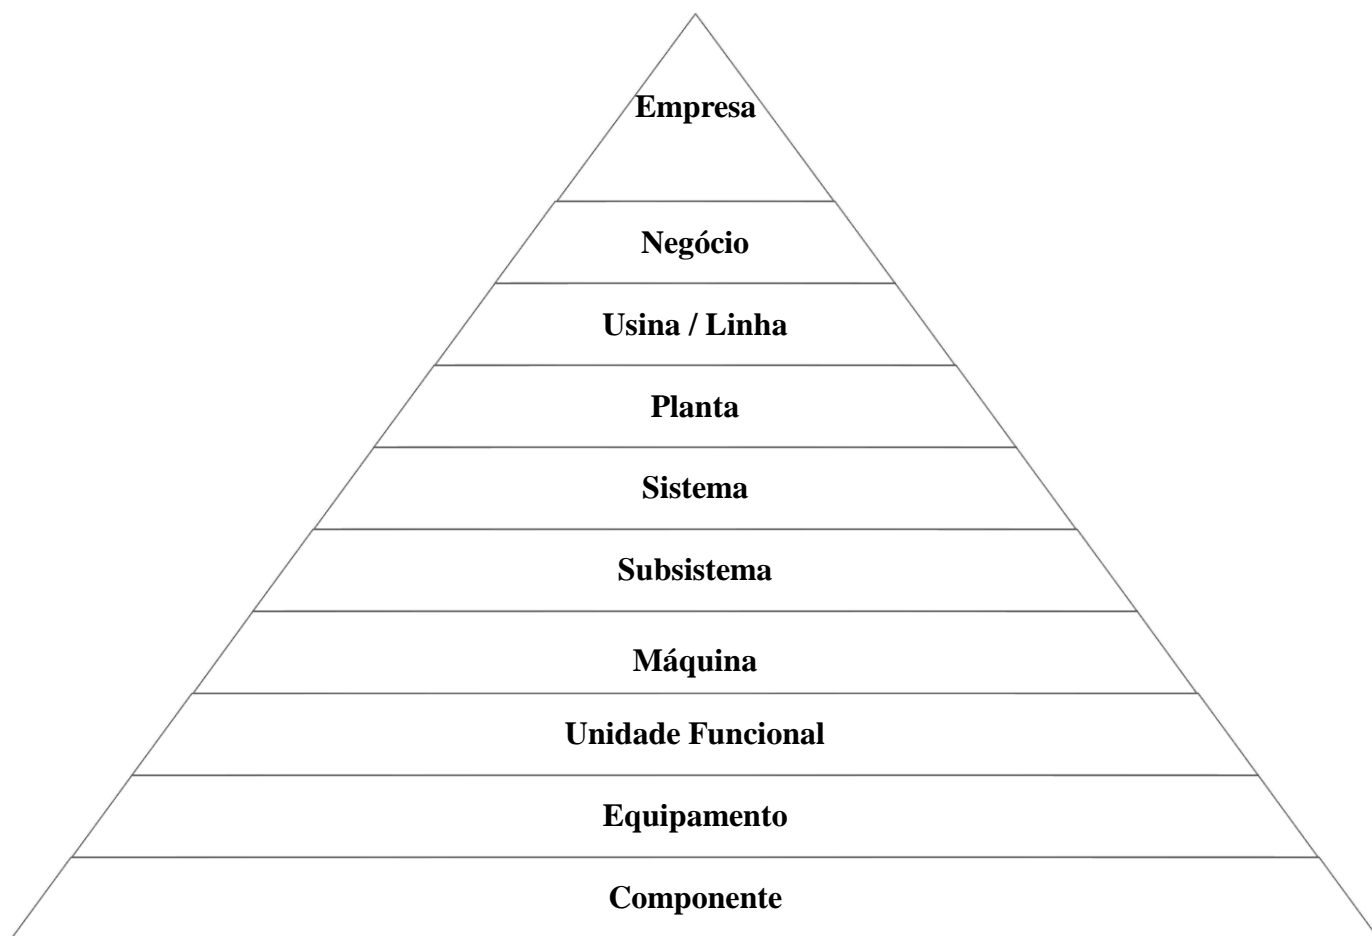 Empresa
Negócio
Usina / Linha
Planta
Sistema
Subsistema
Máquina
Unidade Funcional
Equipamento
Componente